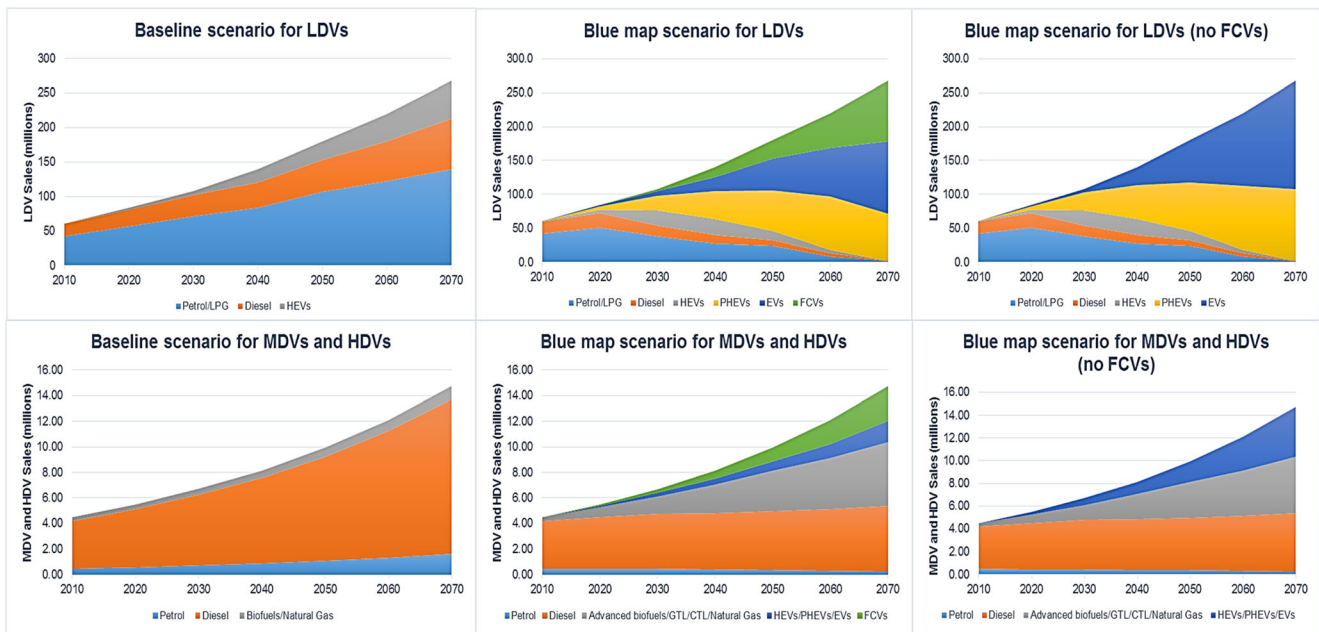 Baseline scenario for LDVs
LDV Sales (millions)
300
250
200
150
100
50
0
2010 2020 2030 2040 2050 2060 2070
Petrol/LPG Diesel HEVs
Blue map scenario for LDVs
LDV Sales (millions)
300.0
250.0
200.0
150.0
100.0
50.0
0.0
2010 2020 2030 2040 2050 2060 2070
Petrol/LPG Diesel HEVs PHEVs EVs FCVs
Blue map scenario for LDVs (no FCVs)
LDV Sales (millions)
300.0
250.0
200.0
150.0
100.0
50.0
0.0
2010 2020 2030 2040 2050 2060 2070
Petrol/LPG Diesel HEVs PHEVs EVs
Baseline scenario for MDVs and HDVs
MDV and HDV Sales (millions)
16.00
14.00
12.00
10.00
8.00
6.00
4.00
2.00
0.00
2010 2020 2030 2040 2050 2060 2070
Petrol Diesel Biofuels/Natural Gas
Blue map scenario for MDVs and HDVs
MDV and HDV Sales (millions)
16.00
14.00
12.00
10.00
8.00
6.00
4.00
2.00
0.00
2010 2020 2030 2040 2050 2060 2070
Petrol Diesel Advanced biofuels/GTL/CTL/Natural Gas HEVs/PHEVs/EVs FCVs
Blue map scenario for MDVs and HDVs
(no FCVs)
MDV and HDV Sales (millions)
16.00
14.00
12.00
10.00
8.00
6.00
4.00
2.00
0.00
2010 2020 2030 2040 2050 2060 2070
Petrol Diesel Advanced biofuels/GTL/CTL/Natural Gas HEVs/PHEVs/EVs